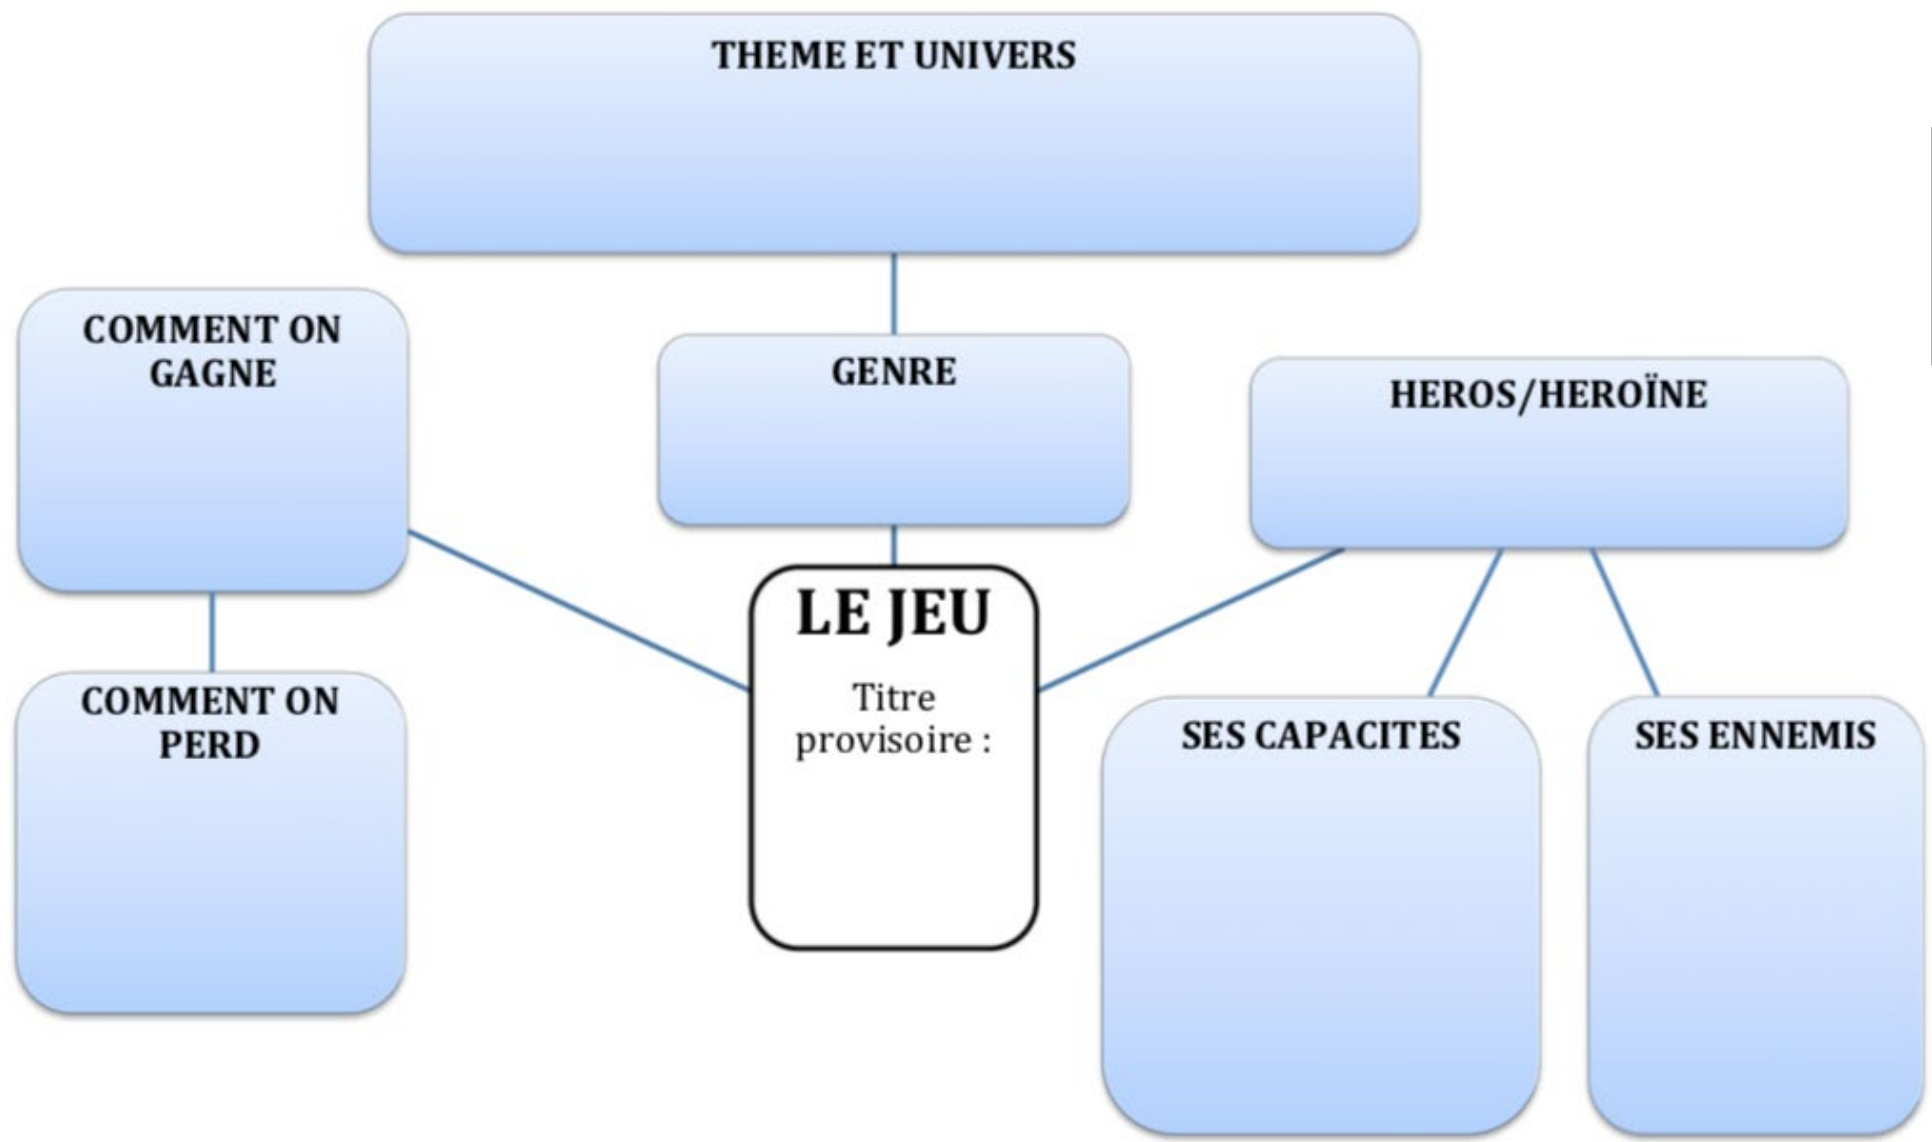 THEME ET UNIVERS
COMMENT ON
GAGNE
GENRE
HEROS/HEROÏNE
LE JEU
Titre
provisoire :
COMMENT ON
PERD
SES CAPACITES
SES ENNEMIS